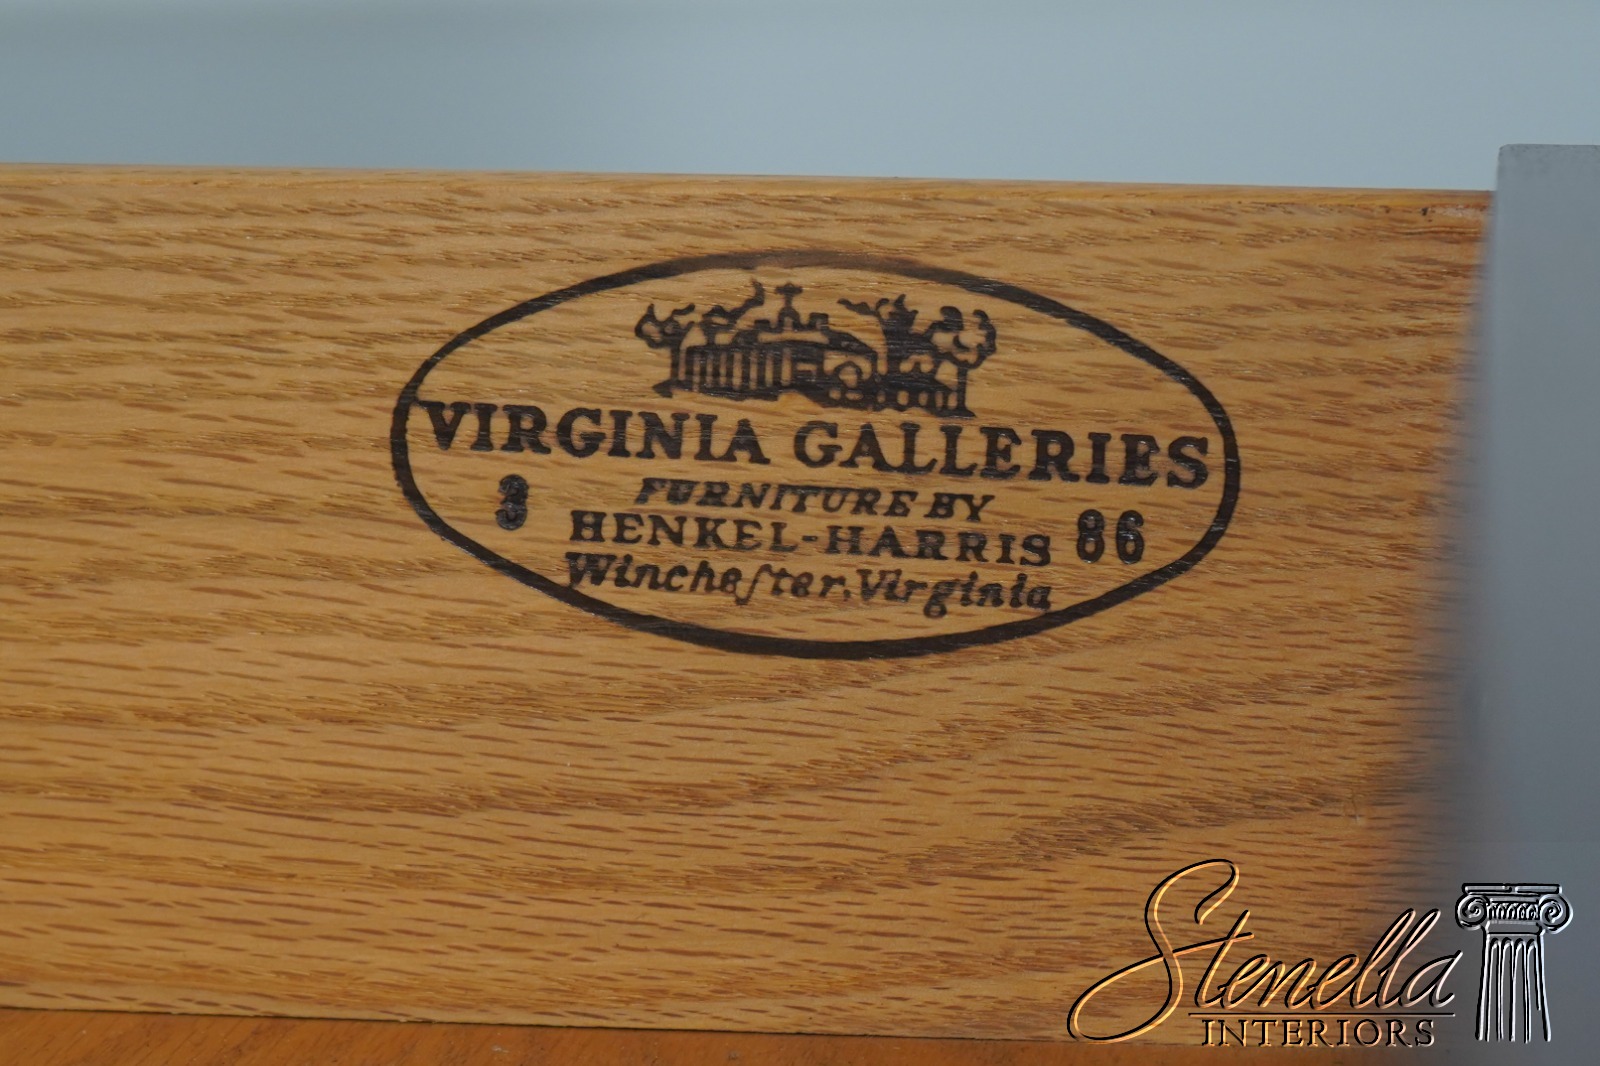 VIRGINIA GALLERIES
3 FURNITURE BY
HENKEL-HARRIS 86
Wincheſter, Virginia
Stenella
INTERIORS